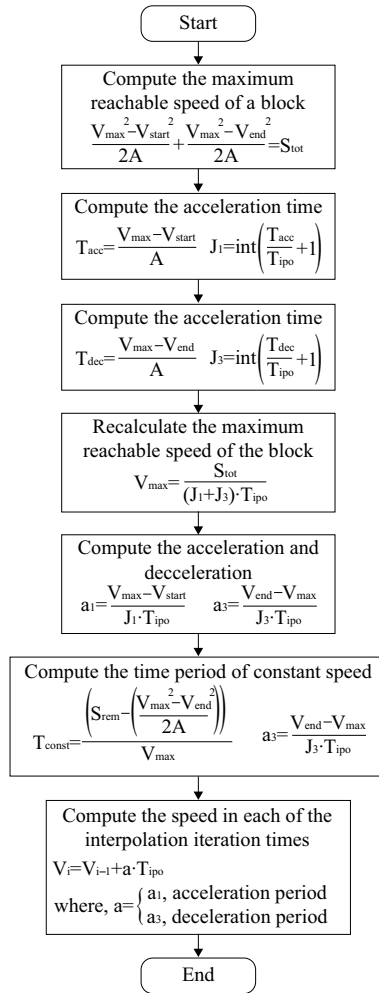 Start
Compute the maximum
reachable speed of a block
(Vmax² − Vstart²)/2A + (Vmax² − Vend²)/2A = Stot
Compute the acceleration time
Tacc = (Vmax − Vstart)/A   J₁ = int(Tacc/Tipo + 1)
Compute the acceleration time
Tdec = (Vmax − Vend)/A   J₃ = int(Tdec/Tipo + 1)
Recalculate the maximum
reachable speed of the block
Vmax = Stot/((J₁+J₃)·Tipo)
Compute the acceleration and
decceleration
a₁ = (Vmax − Vstart)/(J₁·Tipo)   a₃ = (Vend − Vmax)/(J₃·Tipo)
Compute the time period of constant speed
Tconst = (Srem − ((Vmax² − Vend²)/2A))/Vmax   a₃ = (Vend − Vmax)/(J₃·Tipo)
Compute the speed in each of the
interpolation iteration times
Vᵢ=Vᵢ₋₁+a·Tipo
where, a={a₁, acceleration period
a₃, deceleration period
End